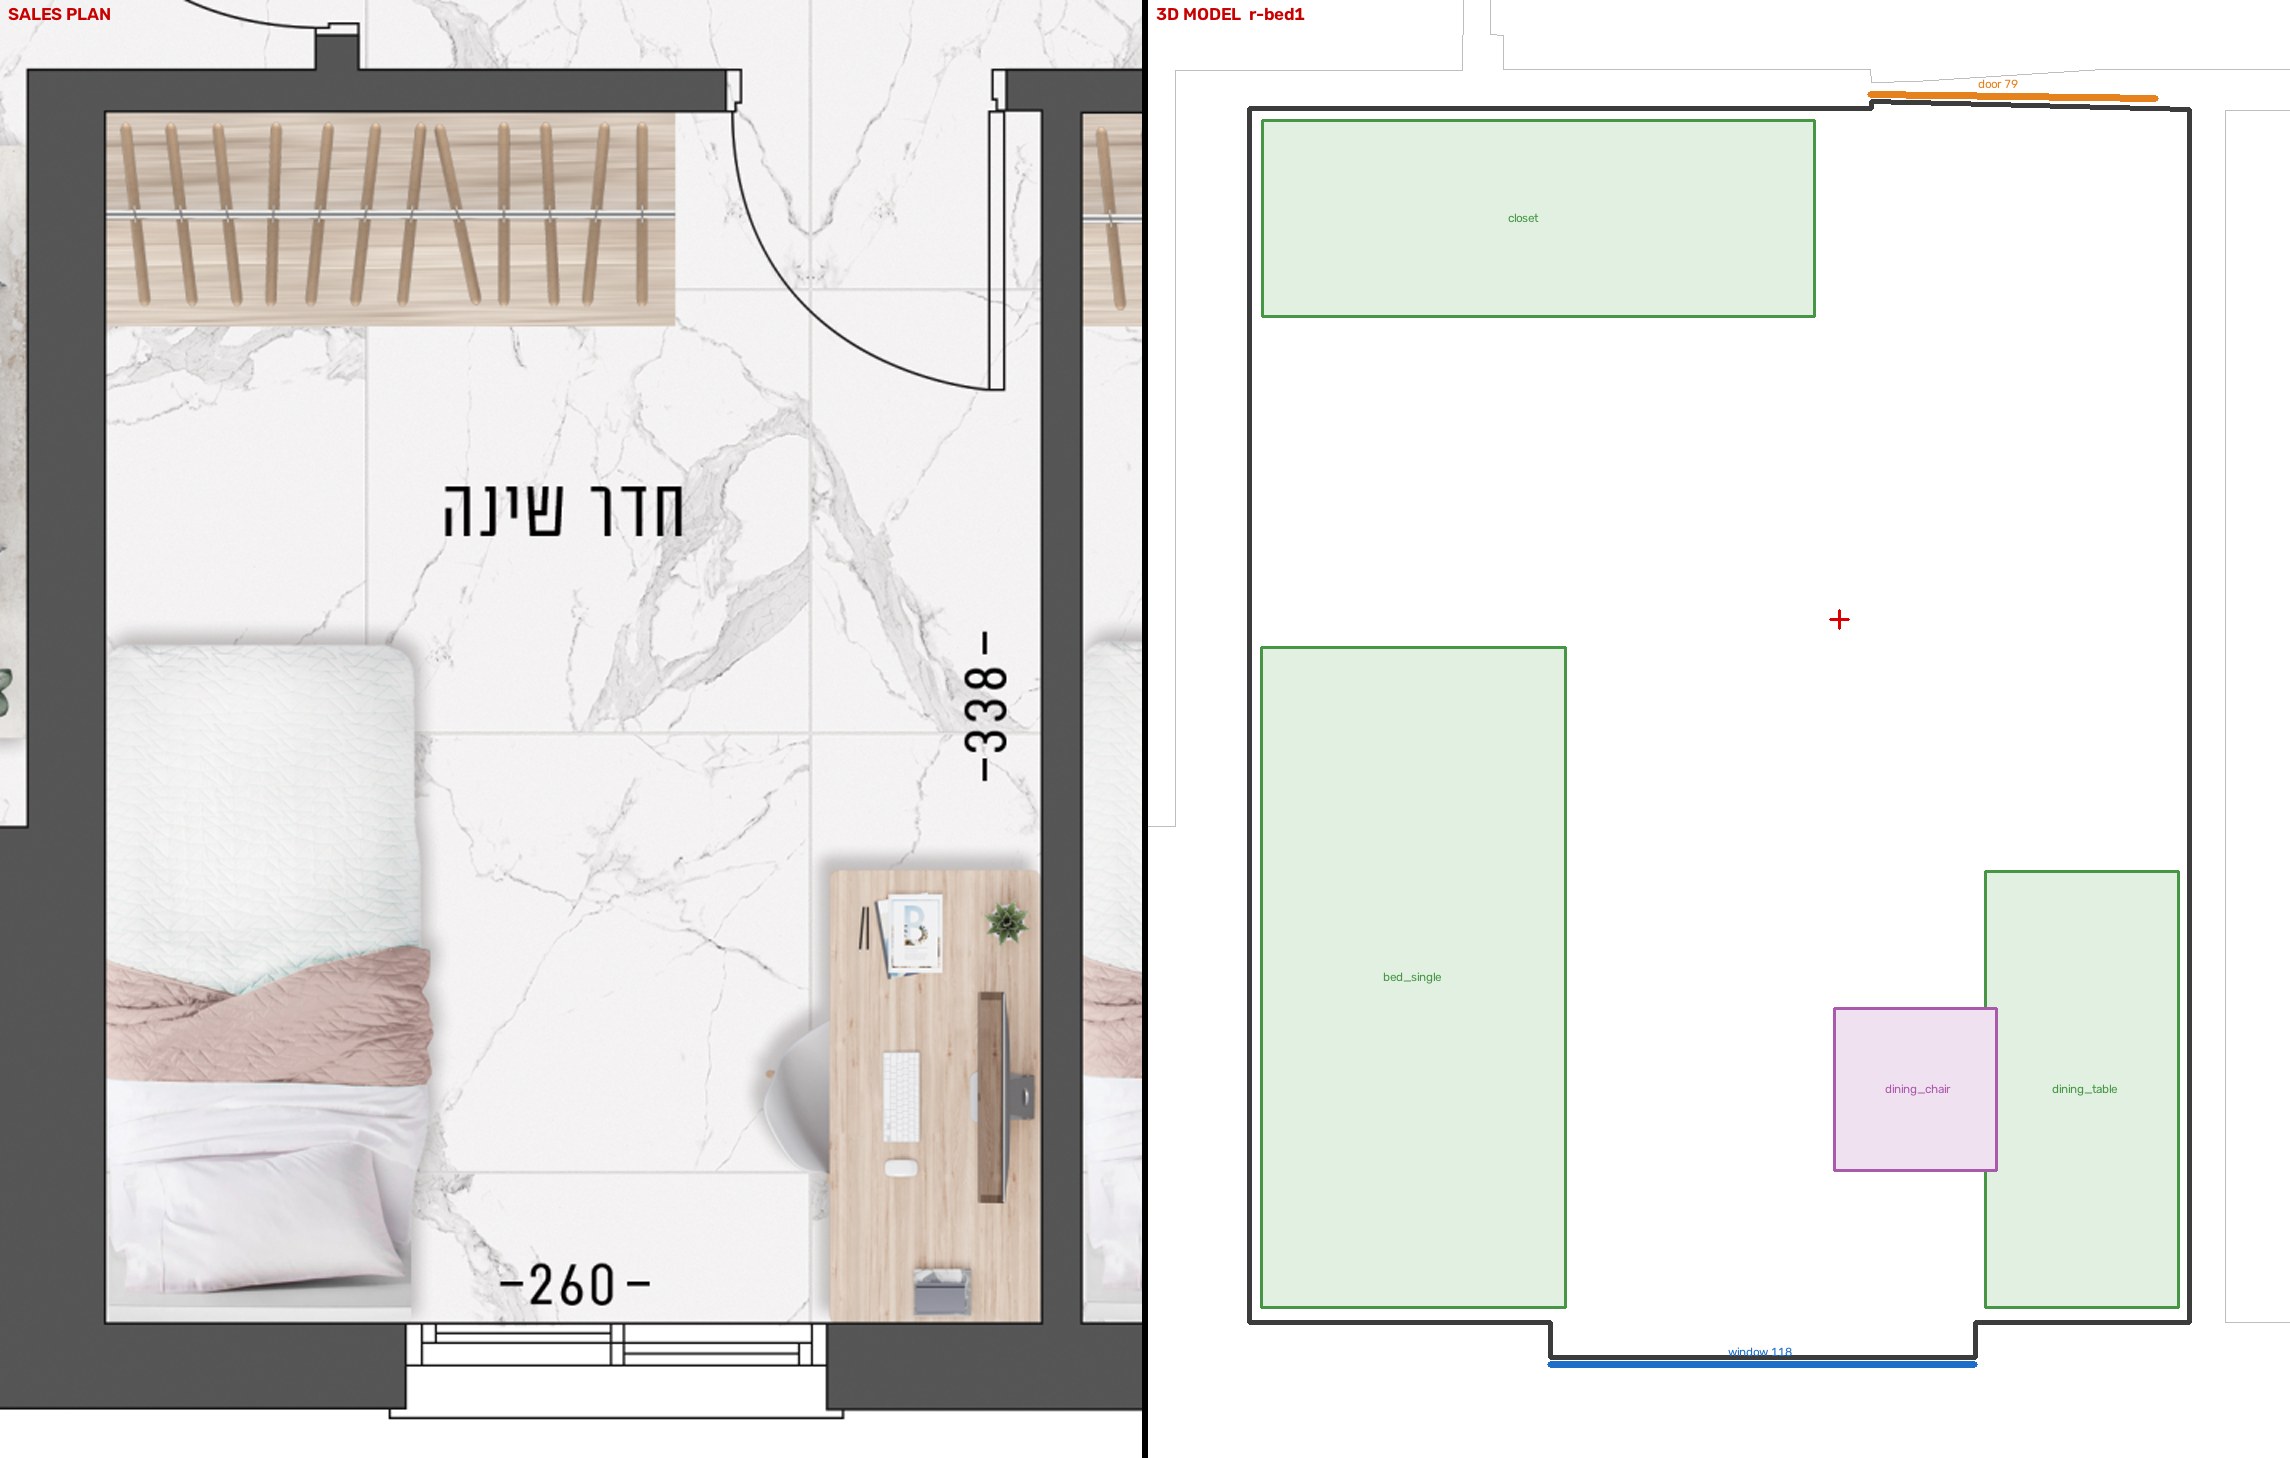 SALES PLAN
3D MODEL r-bed1
door 79
closet
חדר שינה
-338-
B
bed_single
dining_chair
dining_table
-260-
window 118